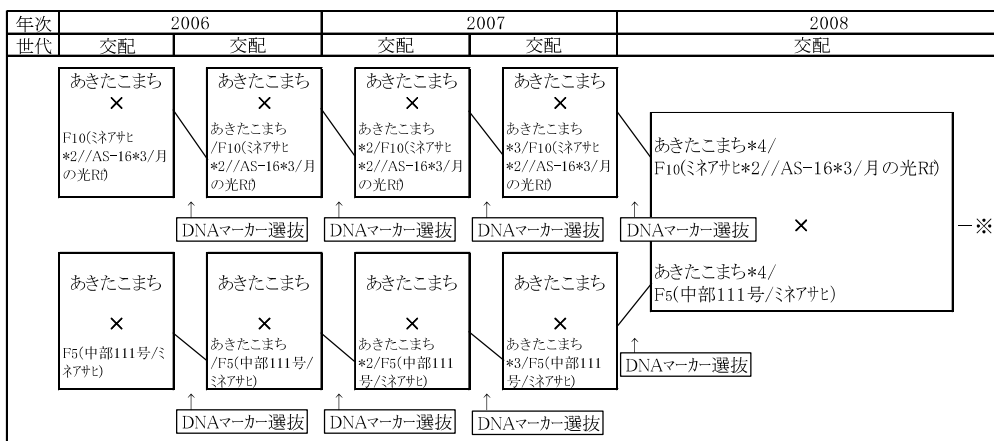 年次 2006 2007 2008
世代 交配 交配 交配 交配 交配
あきたこまち
×
F10(ミネアサヒ
*2//AS-16*3/月
の光Rf)
あきたこまち
×
あきたこまち
/F10(ミネアサヒ
*2//AS-16*3/月
の光Rf)
あきたこまち
×
あきたこまち
*2/F10(ミネアサヒ
*2//AS-16*3/月
の光Rf)
あきたこまち
×
あきたこまち
*3/F10(ミネアサヒ
*2//AS-16*3/月
の光Rf)
↑ ↑ ↑ ↑
DNAマーカー選抜 DNAマーカー選抜 DNAマーカー選抜 DNAマーカー選抜
あきたこまち*4/
F10(ミネアサヒ*2//AS-16*3/月の光Rf)
×
あきたこまち*4/
F5(中部111号/ミネアサヒ)
-※
あきたこまち
×
F5(中部111号/ミ
ネアサヒ)
あきたこまち
×
あきたこまち
/F5(中部111号/
ミネアサヒ)
あきたこまち
×
あきたこまち
*2/F5(中部111
号/ミネアサヒ)
あきたこまち
×
あきたこまち
*3/F5(中部111
号/ミネアサヒ)
↑
DNAマーカー選抜
↑ ↑ ↑
DNAマーカー選抜 DNAマーカー選抜 DNAマーカー選抜